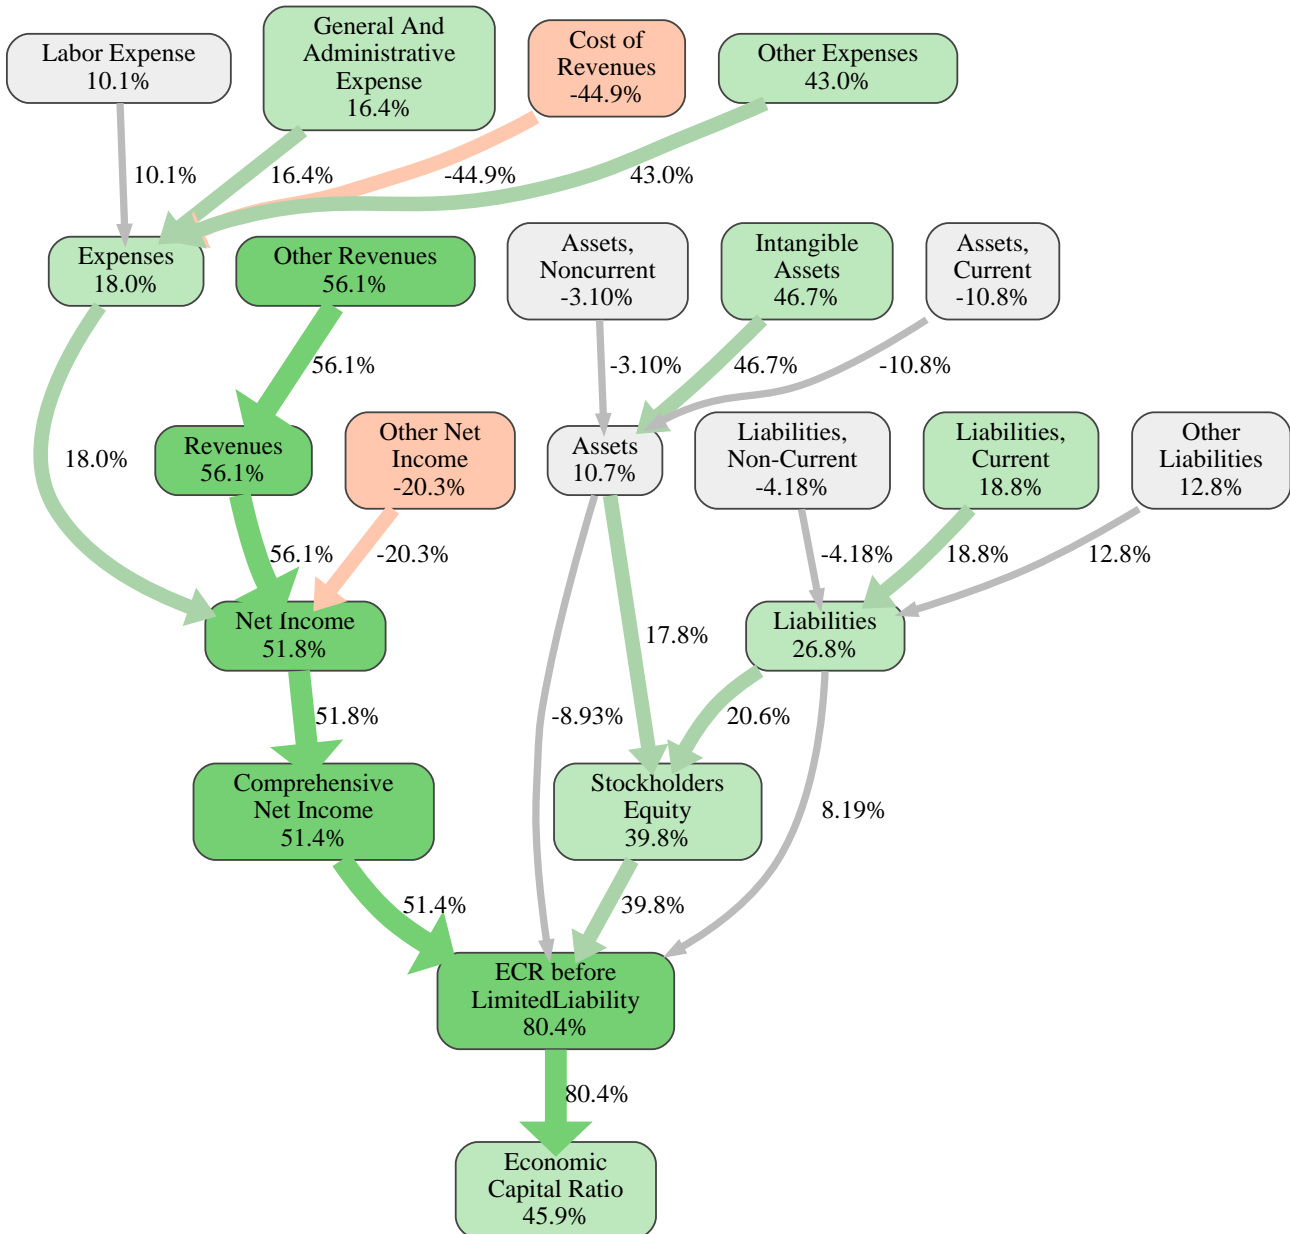 Labor Expense
10.1%
General And
Administrative
Expense
16.4%
Cost of
Revenues
-44.9%
Other Expenses
43.0%
10.1%
16.4%
-44.9%
43.0%
Expenses
18.0%
Other Revenues
56.1%
Assets,
Noncurrent
-3.10%
Intangible
Assets
46.7%
Assets,
Current
-10.8%
56.1%
-3.10%
46.7%
-10.8%
18.0%
Revenues
56.1%
Other Net
Income
-20.3%
Assets
10.7%
Liabilities,
Non-Current
-4.18%
Liabilities,
Current
18.8%
Other
Liabilities
12.8%
56.1%
-20.3%
-4.18%
18.8%
12.8%
Net Income
51.8%
17.8%
Liabilities
26.8%
51.8%
-8.93%
20.6%
Comprehensive
Net Income
51.4%
Stockholders
Equity
39.8%
8.19%
51.4%
39.8%
ECR before
LimitedLiability
80.4%
80.4%
Economic
Capital Ratio
45.9%